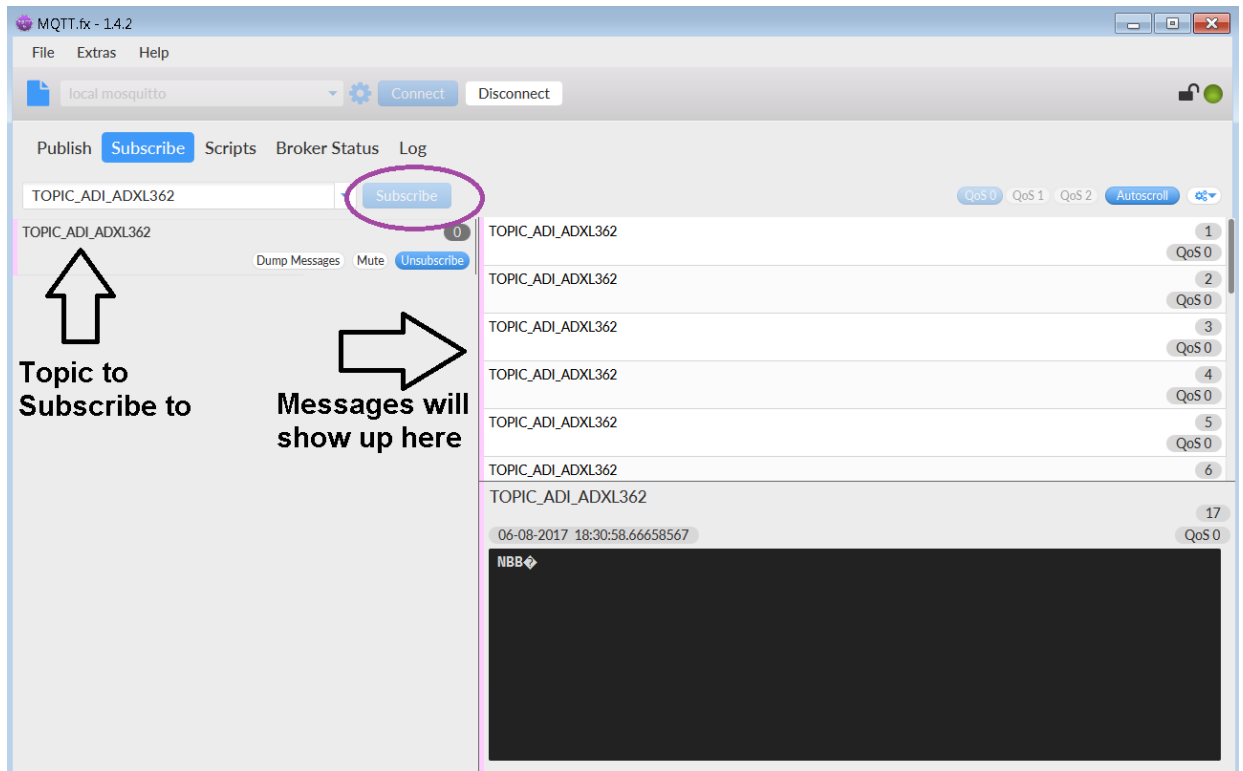 MQTT.fx - 1.4.2
File Extras Help
local mosquitto Connect Disconnect
Publish Subscribe Scripts Broker Status Log
TOPIC_ADI_ADXL362 Subscribe QoS 0 QoS 1 QoS 2 Autoscroll
TOPIC_ADI_ADXL362 0
Dump Messages Mute Unsubscribe
Topic to
Subscribe to
Messages will
show up here
TOPIC_ADI_ADXL362 1
QoS 0
TOPIC_ADI_ADXL362 2
QoS 0
TOPIC_ADI_ADXL362 3
QoS 0
TOPIC_ADI_ADXL362 4
QoS 0
TOPIC_ADI_ADXL362 5
QoS 0
TOPIC_ADI_ADXL362 6
TOPIC_ADI_ADXL362
17
06-08-2017 18:30:58.66658567 QoS 0
NBB�